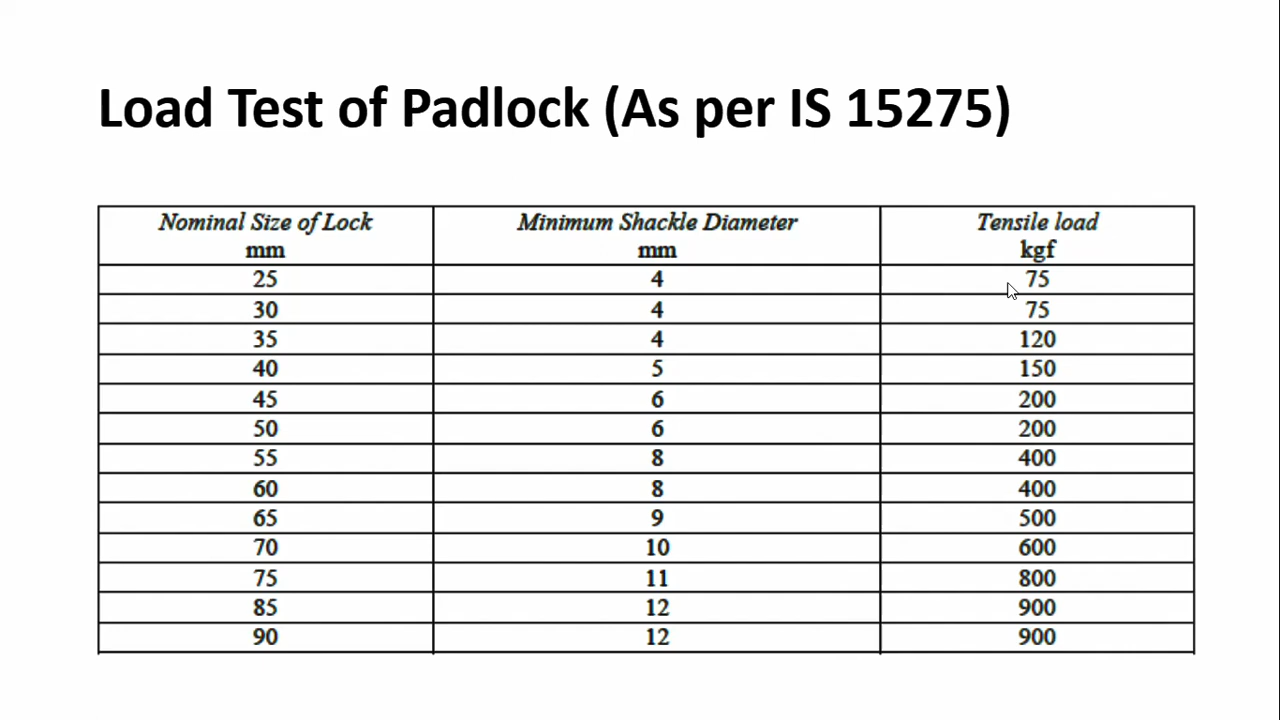 Load Test of Padlock (As per IS 15275)
Nominal Size of Lock Minimum Shackle Diameter Tensile load
mm mm kgf
25 4 75
30 4 75
35 4 120
40 5 150
45 6 200
50 6 200
55 8 400
60 8 400
65 9 500
70 10 600
75 11 800
85 12 900
90 12 900